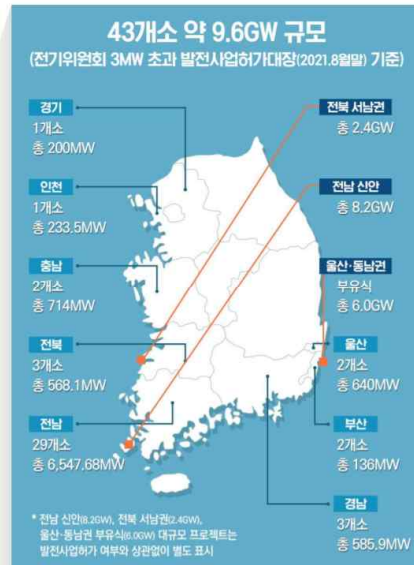 43개소 약 9.6GW 규모
(전기위원회 3MW 초과 발전사업허가대장(2021.8월말) 기준)
경기
1개소
총 200MW
인천
1개소
총 233.5MW
충남
2개소
총 714MW
전북
3개소
총 568.1MW
전남
29개소
총 6,547.68MW
전북 서남권
총 2.4GW
전남 신안
총 8.2GW
울산·동남권
부유식
총 6.0GW
울산
2개소
총 640MW
부산
2개소
총 136MW
경남
3개소
총 585.9MW
* 전남 신안(8.2GW), 전북 서남권(2.4GW),
울산·동남권 부유식(6.0GW) 대규모 프로젝트는
발전사업허가 여부와 상관없이 별도 표시